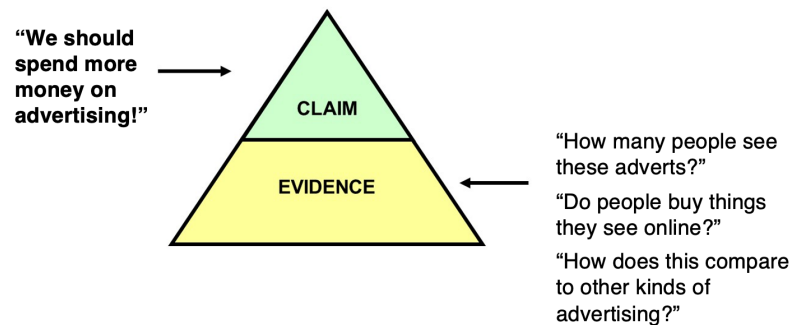 “We should
spend more
money on
advertising!”
CLAIM
EVIDENCE
“How many people see
these adverts?”
“Do people buy things
they see online?”
“How does this compare
to other kinds of
advertising?”